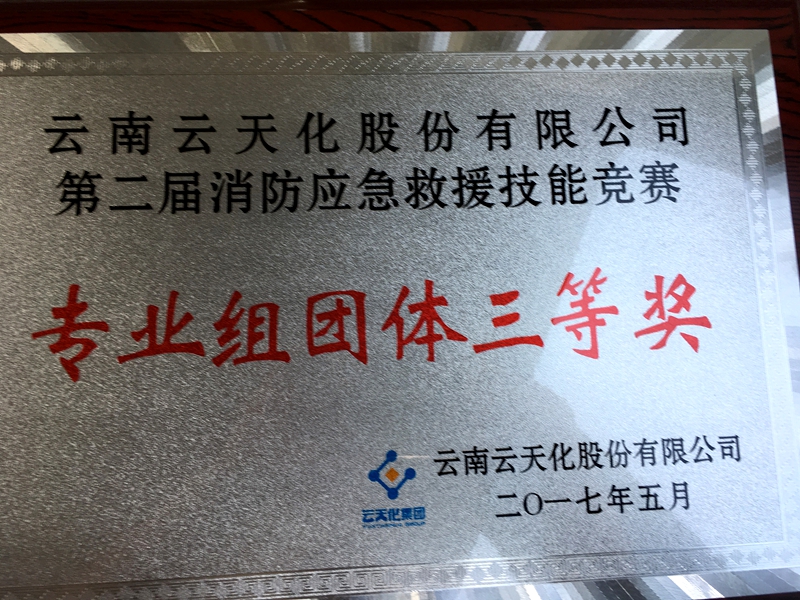 云南云天化股份有限公司
第二届消防应急救援技能竞赛
专业组团体三等奖
云南云天化股份有限公司
二〇一七年五月
云天化集团
YUNTIANHUA GROUP